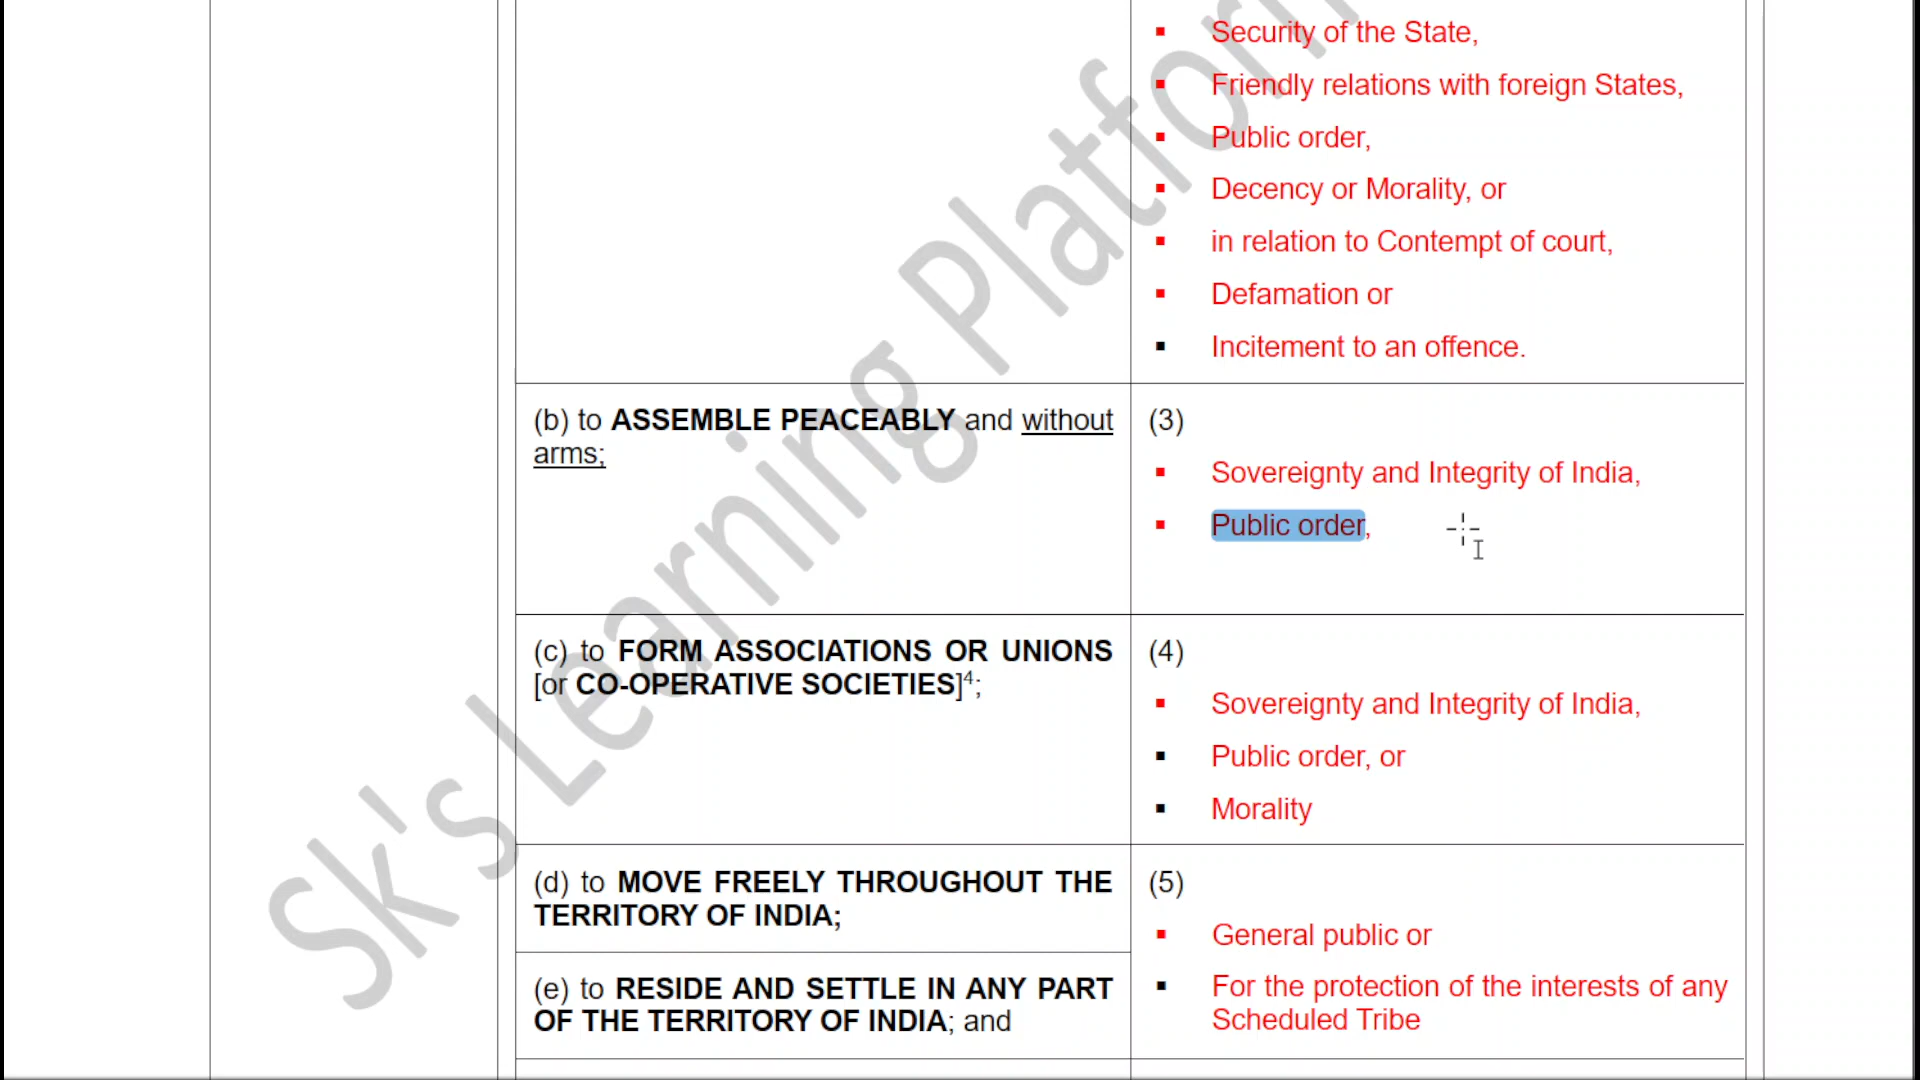 Security of the State,
Friendly relations with foreign States,
Public order,
Decency or Morality, or
in relation to Contempt of court,
Defamation or
Incitement to an offence.
(b) to ASSEMBLE PEACEABLY and without
arms;
(3)
Sovereignty and Integrity of India,
Public order,
(c) to FORM ASSOCIATIONS OR UNIONS
[or CO-OPERATIVE SOCIETIES]4;
(4)
Sovereignty and Integrity of India,
Public order, or
Morality
(d) to MOVE FREELY THROUGHOUT THE
TERRITORY OF INDIA;
(5)
General public or
For the protection of the interests of any
Scheduled Tribe
(e) to RESIDE AND SETTLE IN ANY PART
OF THE TERRITORY OF INDIA; and
Sk's Learning Platform